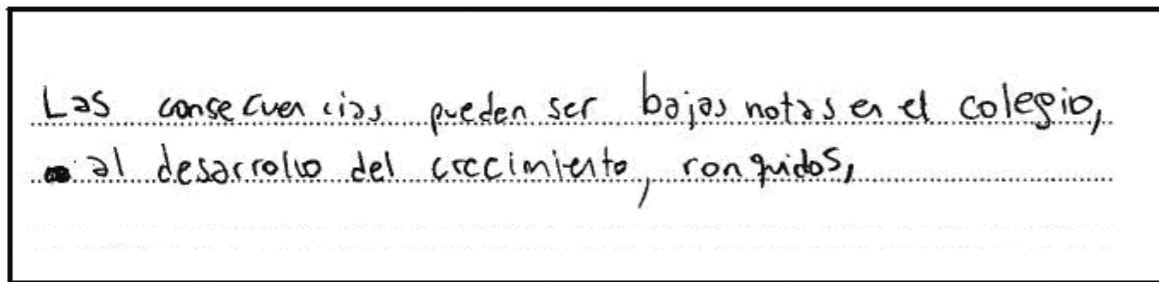 Las consecuencias pueden ser bajas notas en el colegio,
al desarrollo del crecimiento, ronquidos,